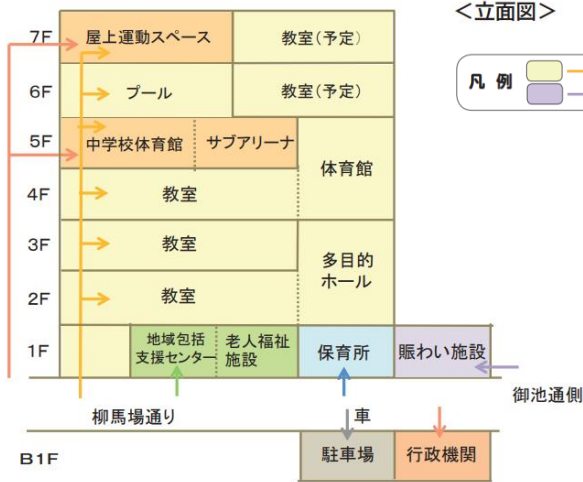 ＜立面図＞
凡 例
7F
屋上運動スペース
教室（予定）
6F
プール
教室（予定）
5F
中学校体育館
サブアリーナ
体育館
4F
教室
3F
教室
多目的
ホール
2F
教室
1F
地域包括
支援センター
老人福祉
施設
保育所
賑わい施設
御池通側
柳馬場通り
車
B1F
駐車場
行政機関